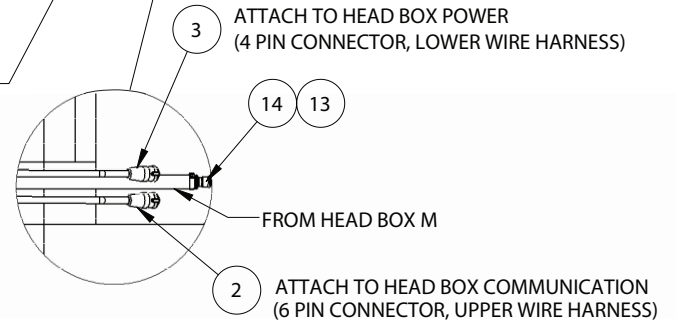 3
ATTACH TO HEAD BOX POWER
(4 PIN CONNECTOR, LOWER WIRE HARNESS)
14 13
FROM HEAD BOX M
2
ATTACH TO HEAD BOX COMMUNICATION
(6 PIN CONNECTOR, UPPER WIRE HARNESS)